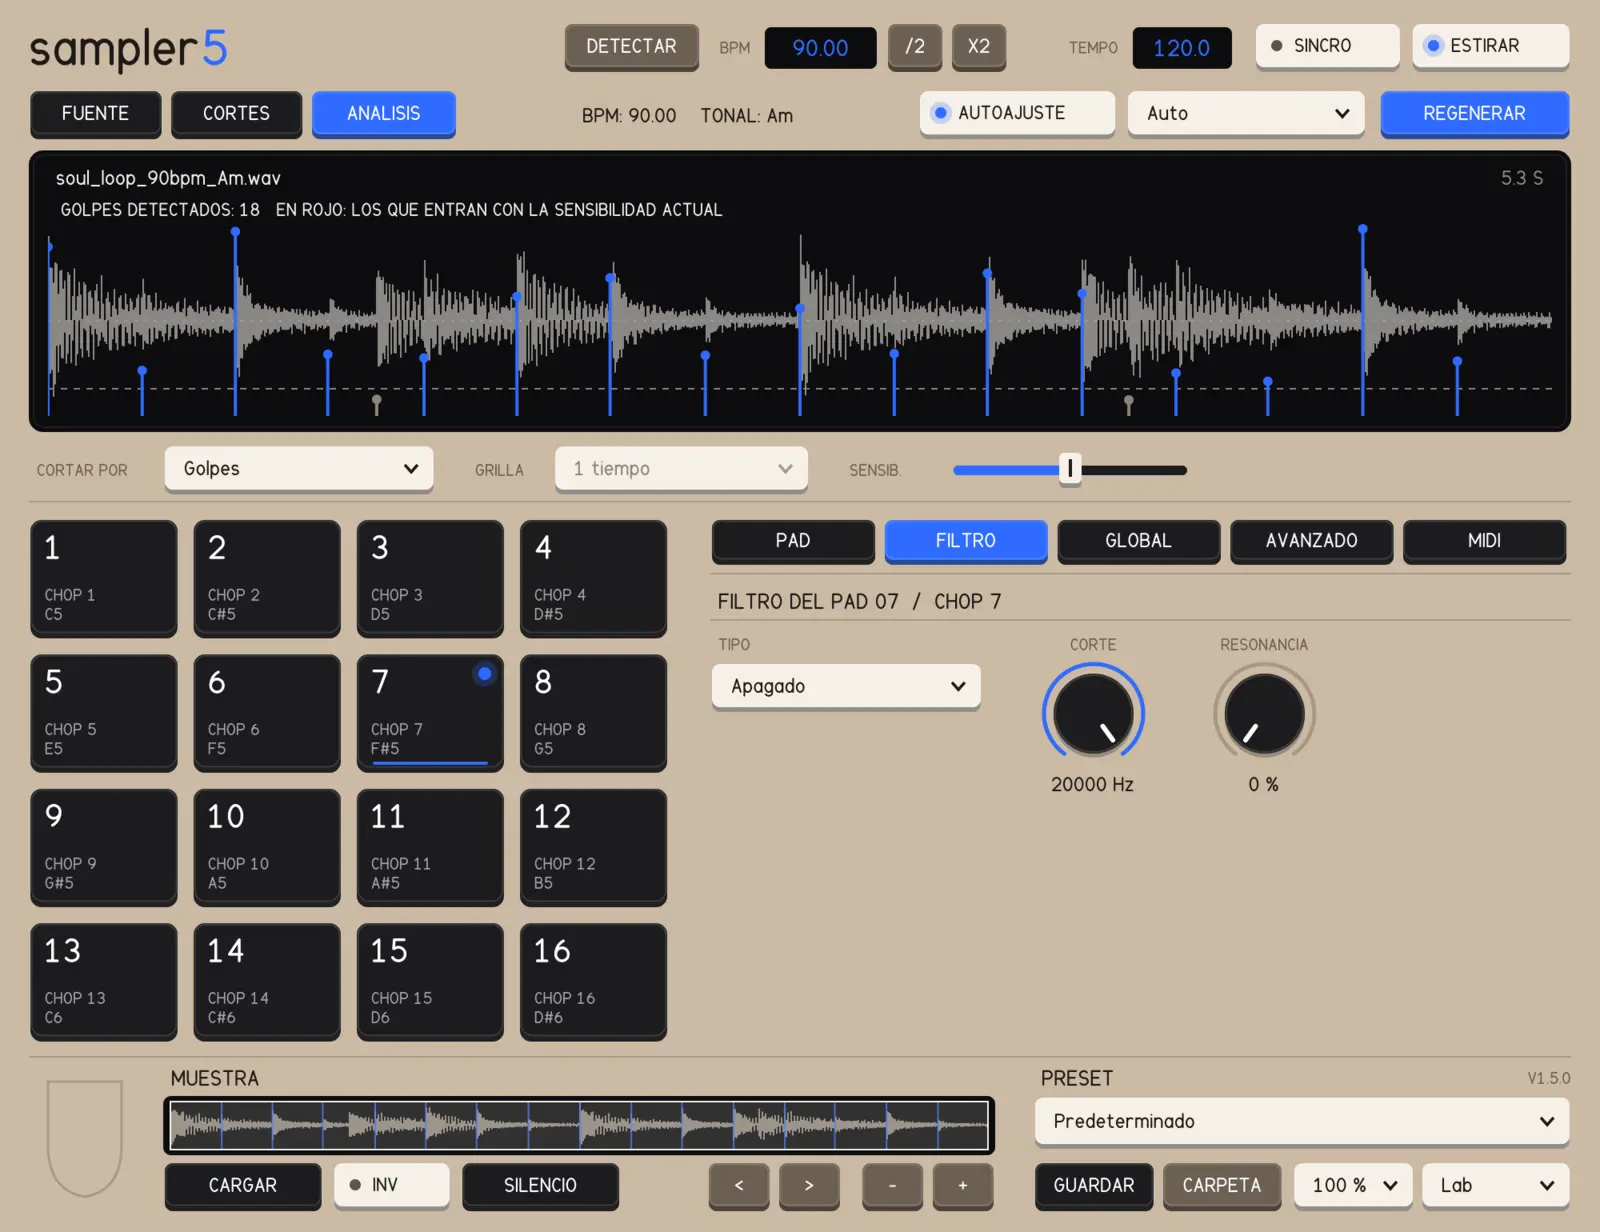 sampler5
DETECTAR
BPM
90.00
/2
X2
TEMPO
120.0
SINCRO
ESTIRAR
FUENTE
CORTES
ANALISIS
BPM: 90.00 TONAL: Am
AUTOAJUSTE
Auto
REGENERAR
soul_loop_90bpm_Am.wav
5.3 S
GOLPES DETECTADOS: 18 EN ROJO: LOS QUE ENTRAN CON LA SENSIBILIDAD ACTUAL
CORTAR POR
Golpes
GRILLA
1 tiempo
SENSIB.
1
CHOP 1
C5
2
CHOP 2
C#5
3
CHOP 3
D5
4
CHOP 4
D#5
5
CHOP 5
E5
6
CHOP 6
F5
7
CHOP 7
F#5
8
CHOP 8
G5
9
CHOP 9
G#5
10
CHOP 10
A5
11
CHOP 11
A#5
12
CHOP 12
B5
13
CHOP 13
C6
14
CHOP 14
C#6
15
CHOP 15
D6
16
CHOP 16
D#6
PAD
FILTRO
GLOBAL
AVANZADO
MIDI
FILTRO DEL PAD 07 / CHOP 7
TIPO
Apagado
CORTE
20000 Hz
RESONANCIA
0 %
MUESTRA
CARGAR
INV
SILENCIO
<
>
-
+
PRESET
V1.5.0
Predeterminado
GUARDAR
CARPETA
100 %
Lab